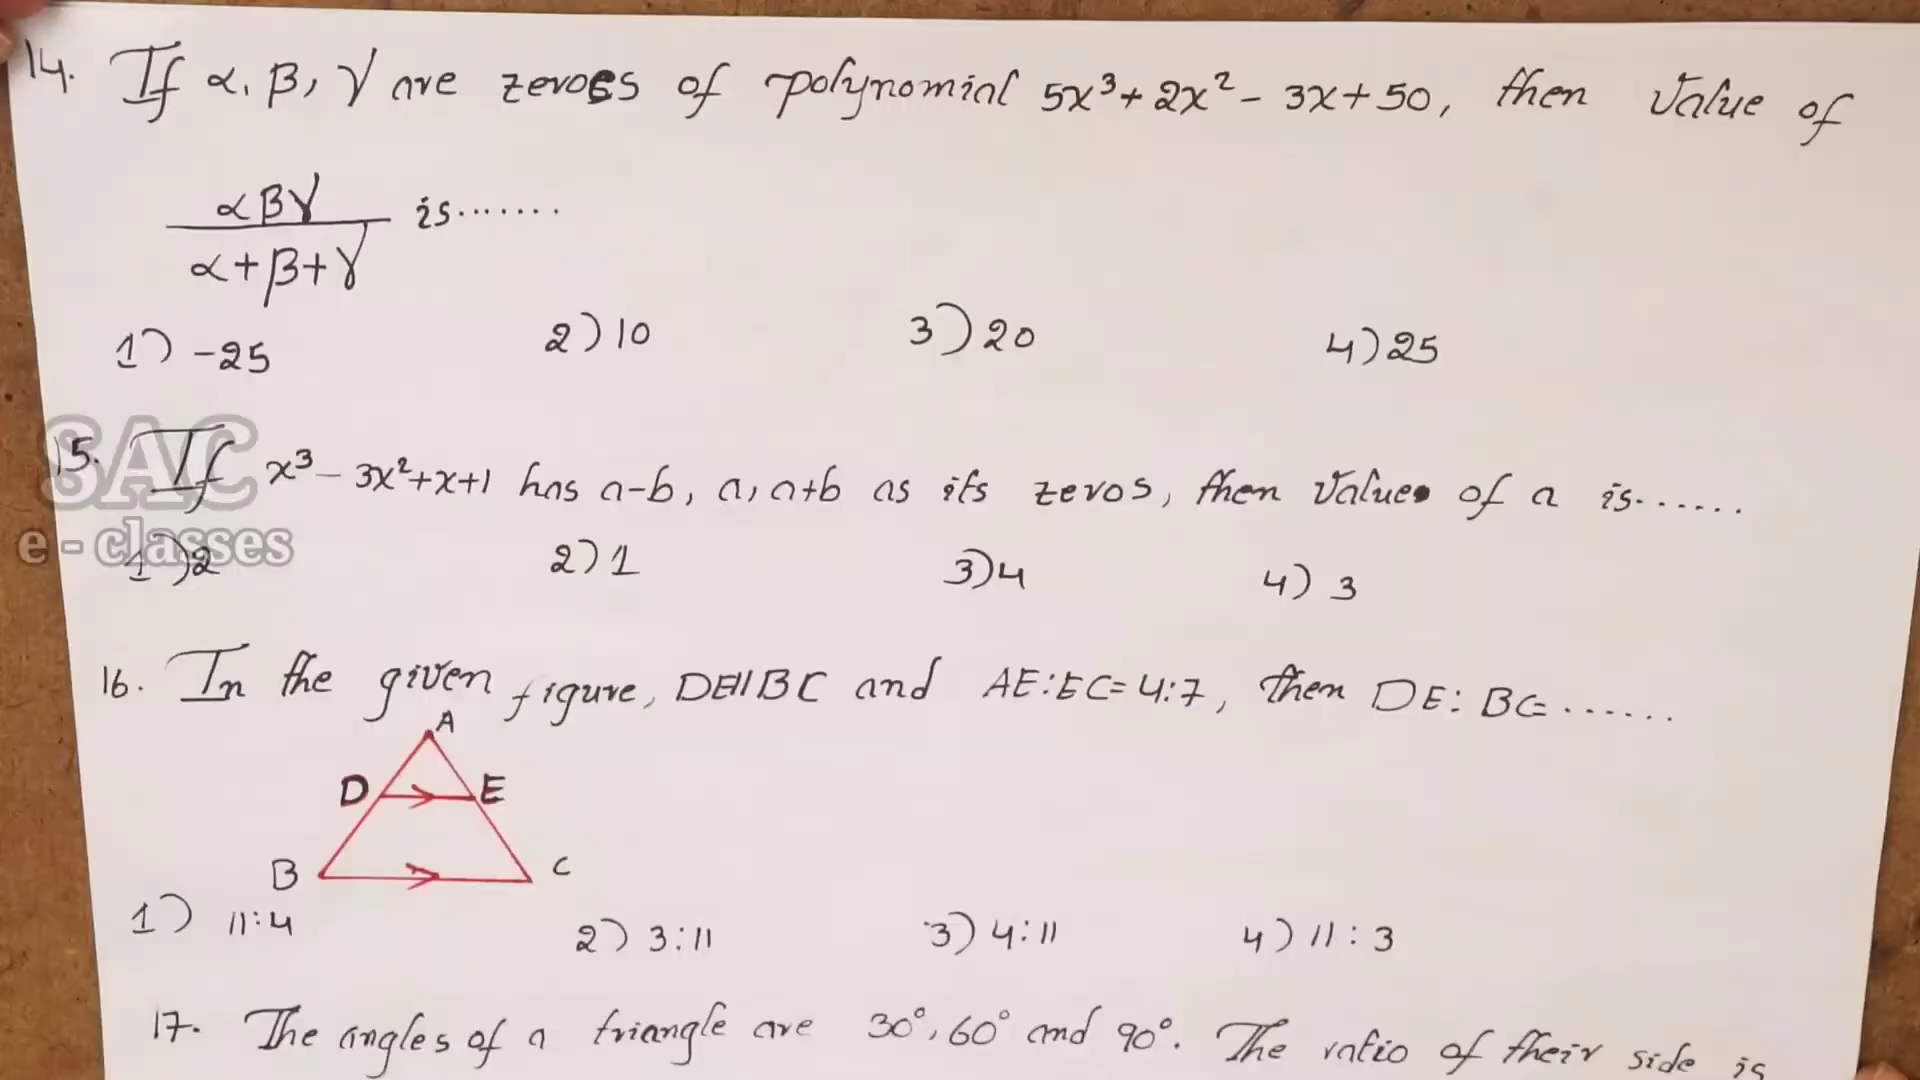 14. If α, β, γ are zeroes of polynomial 5x³ + 2x² - 3x + 50, then value of
αβγ
is.......
α+β+γ
1) -25 2) 10 3) 20 4) 25
15. If x³ - 3x² + x + 1 has a-b, a, a+b as its zeros, then value of a is......
SAC
e - classes
1) 2 2) 1 3) 4 4) 3
16. In the given figure, DE||BC and AE:EC = 4:7, then DE: BC = ......
A
D E
B C
1) 11:4 2) 3:11 3) 4:11 4) 11:3
17. The angles of a triangle are 30°, 60° and 90°. The ratio of their side is